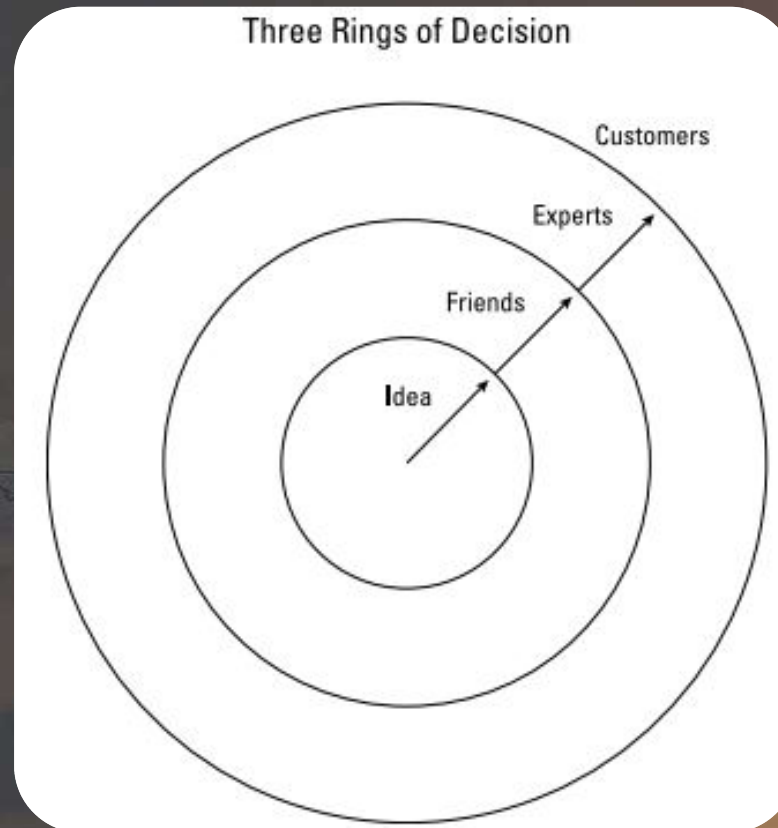 Three Rings of Decision
Customers
Experts
Friends
Idea